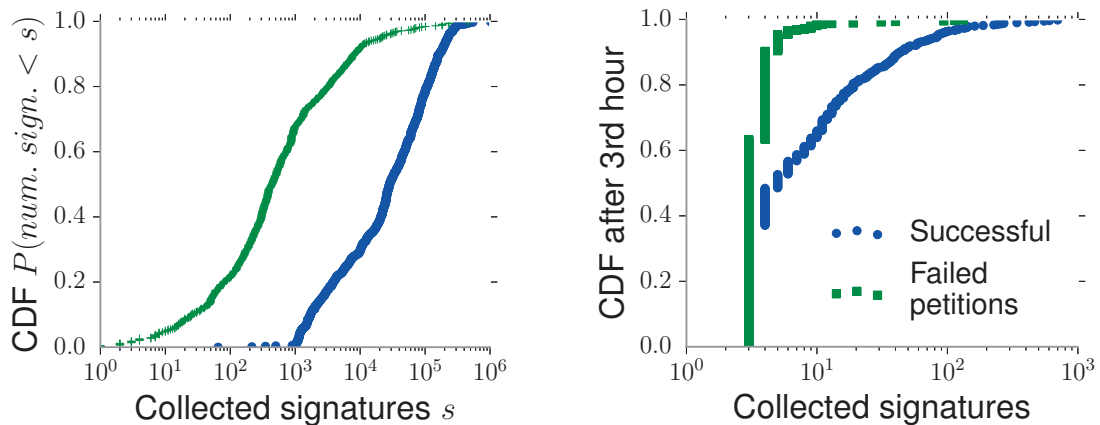 CDF P(num. sign. < s)
1.0
0.8
0.6
0.4
0.2
0.0
10^0 10^1 10^2 10^3 10^4 10^5 10^6
Collected signatures s
CDF after 3rd hour
1.0
0.8
0.6
0.4
0.2
0.0
Successful
Failed
petitions
10^0 10^1 10^2 10^3
Collected signatures